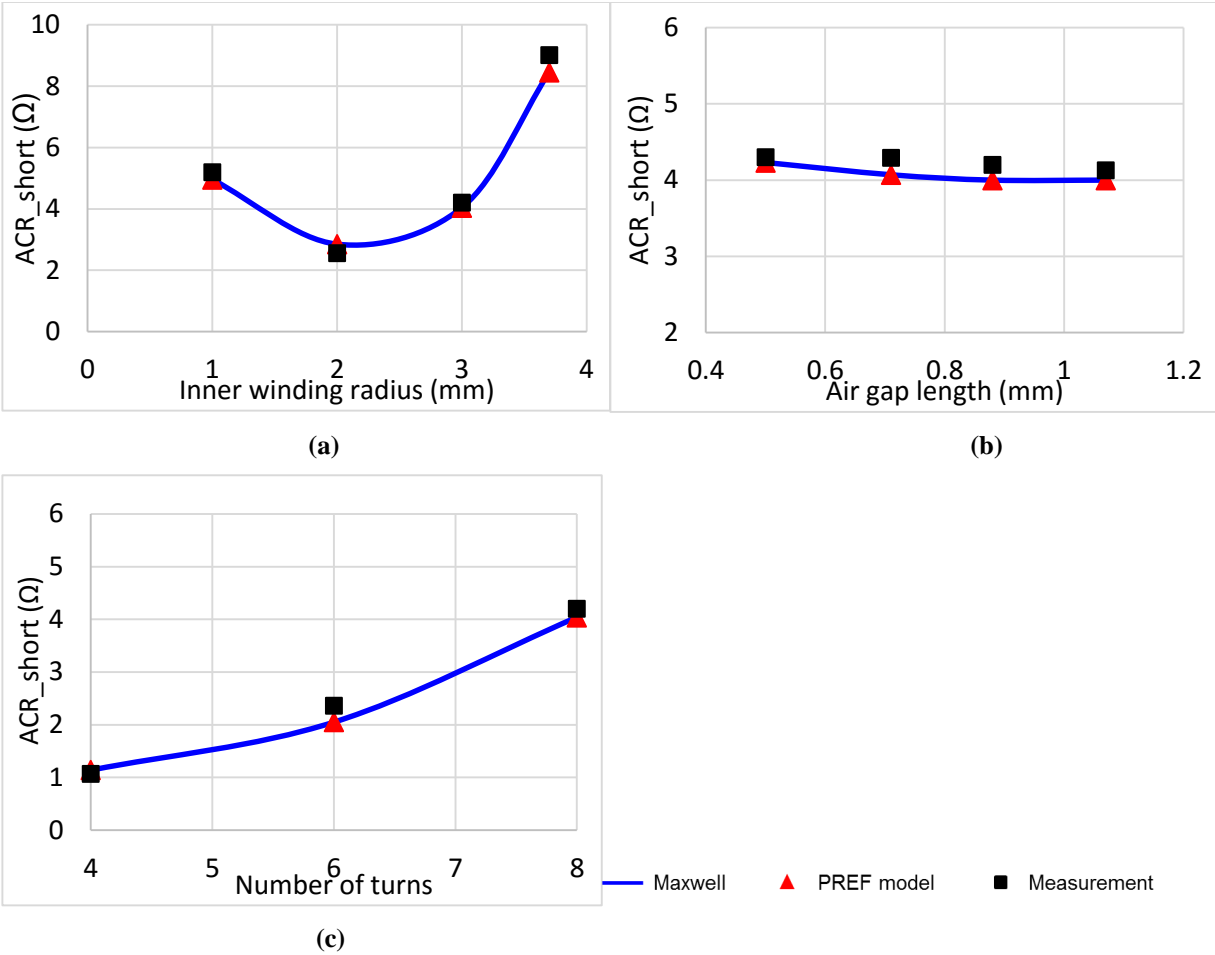 ACR_short (Ω)
10
8
6
4
2
0
0 1 2 3 4
Inner winding radius (mm)
(a)
ACR_short (Ω)
6
5
4
3
2
0.4 0.6 0.8 1 1.2
Air gap length (mm)
(b)
ACR_short (Ω)
6
5
4
3
2
1
0
4 5 6 7 8
Number of turns
(c)
Maxwell PREF model Measurement